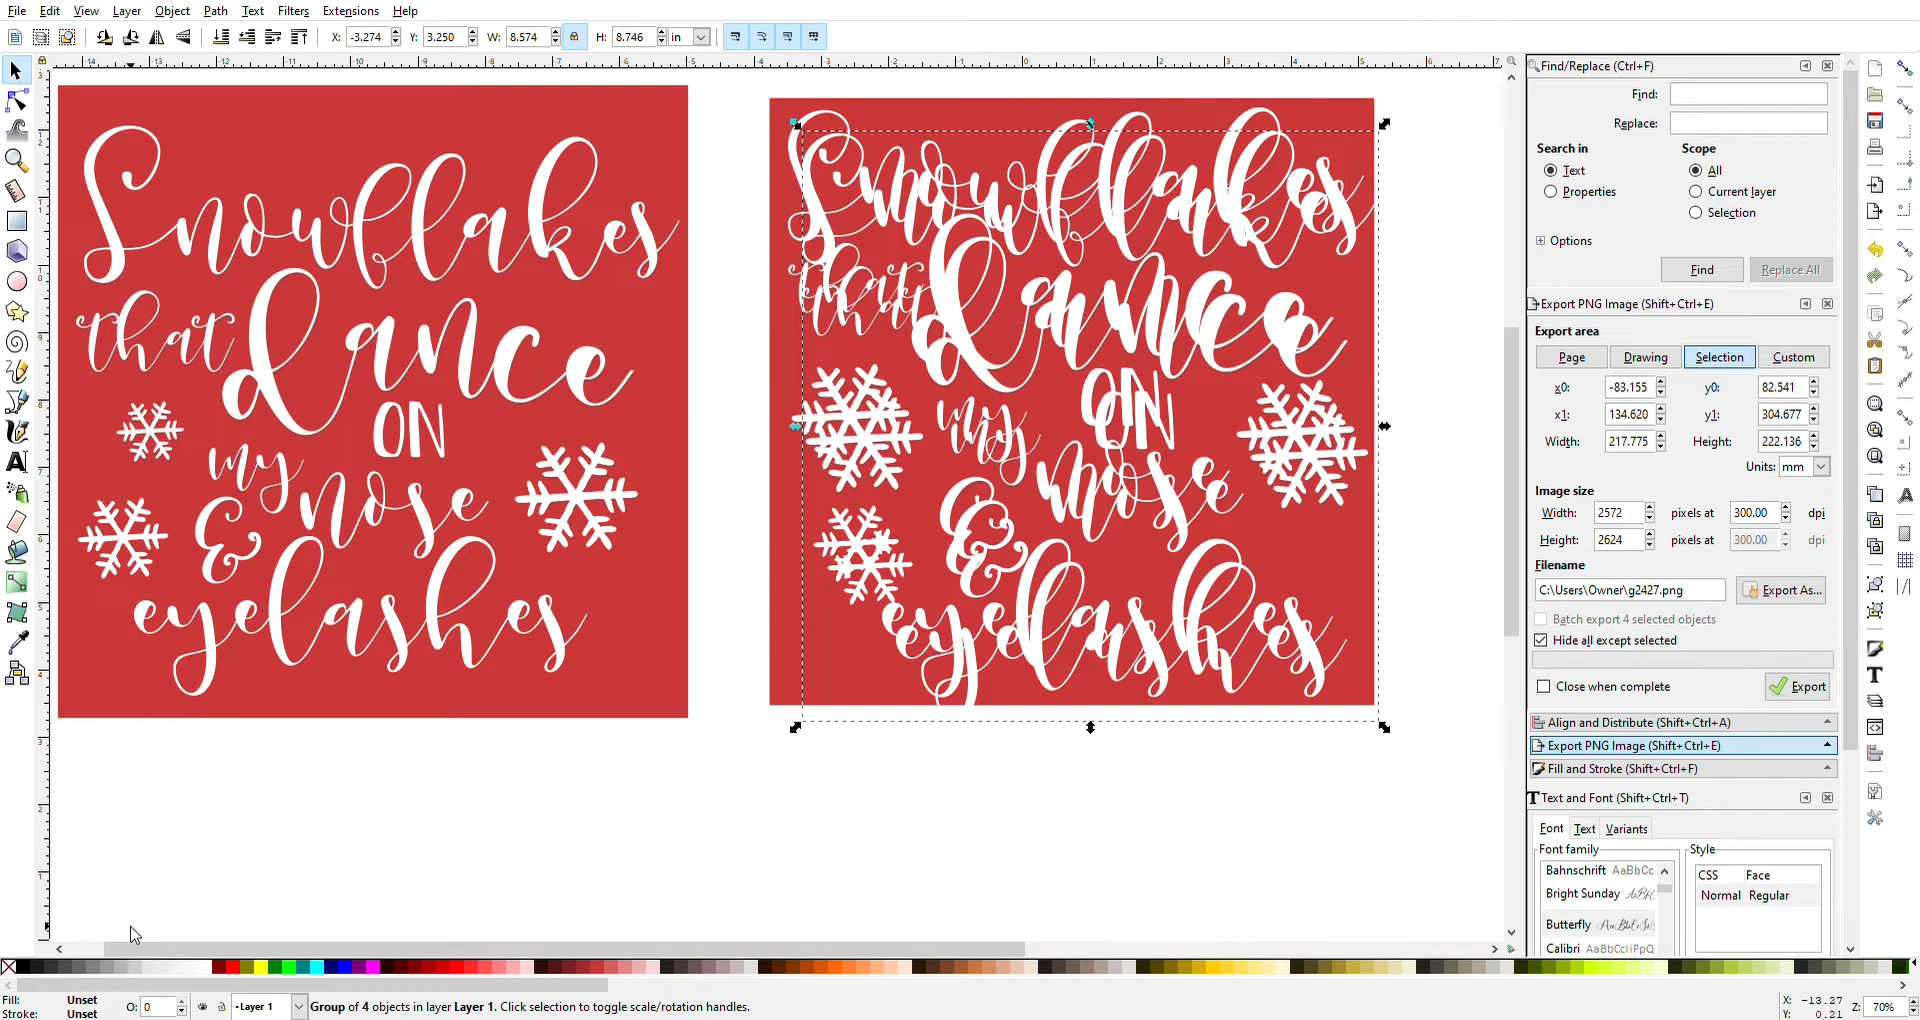 File Edit View Layer Object Path Text Filters Extensions Help
X: -3.274 Y: 3.250 W: 8.574 H: 8.746 in
Find/Replace (Ctrl+F)
Find:
Replace:
Search in Scope
Text All
Properties Current layer
Selection
Options
Find Replace All
Export PNG Image (Shift+Ctrl+E)
Export area
Page Drawing Selection Custom
x0: -83.155 y0: 82.541
x1: 134.620 y1: 304.677
Width: 217.775 Height: 222.136
Units: mm
Image size
Width: 2572 pixels at 300.00 dpi
Height: 2624 pixels at 300.00 dpi
Filename
C:\Users\Owner\g2427.png Export As...
Batch export 4 selected objects
Hide all except selected
Close when complete Export
Align and Distribute (Shift+Ctrl+A)
Export PNG Image (Shift+Ctrl+E)
Fill and Stroke (Shift+Ctrl+F)
Text and Font (Shift+Ctrl+T)
Font Text Variants
Font family Style
Bahnschrift AaBbCc CSS Face
Bright Sunday Normal Regular
Butterfly
Calibri AaBbCcIiPpQ
Snowflakes
that dance
ON
my nose
&
eyelashes
Snowflakes
that dance
ON
my nose
&
eyelashes
Fill: Unset O: 0 Layer 1 Group of 4 objects in layer Layer 1. Click selection to toggle scale/rotation handles. X: -13.27 Z: 70%
Stroke: Unset Y: 0.21